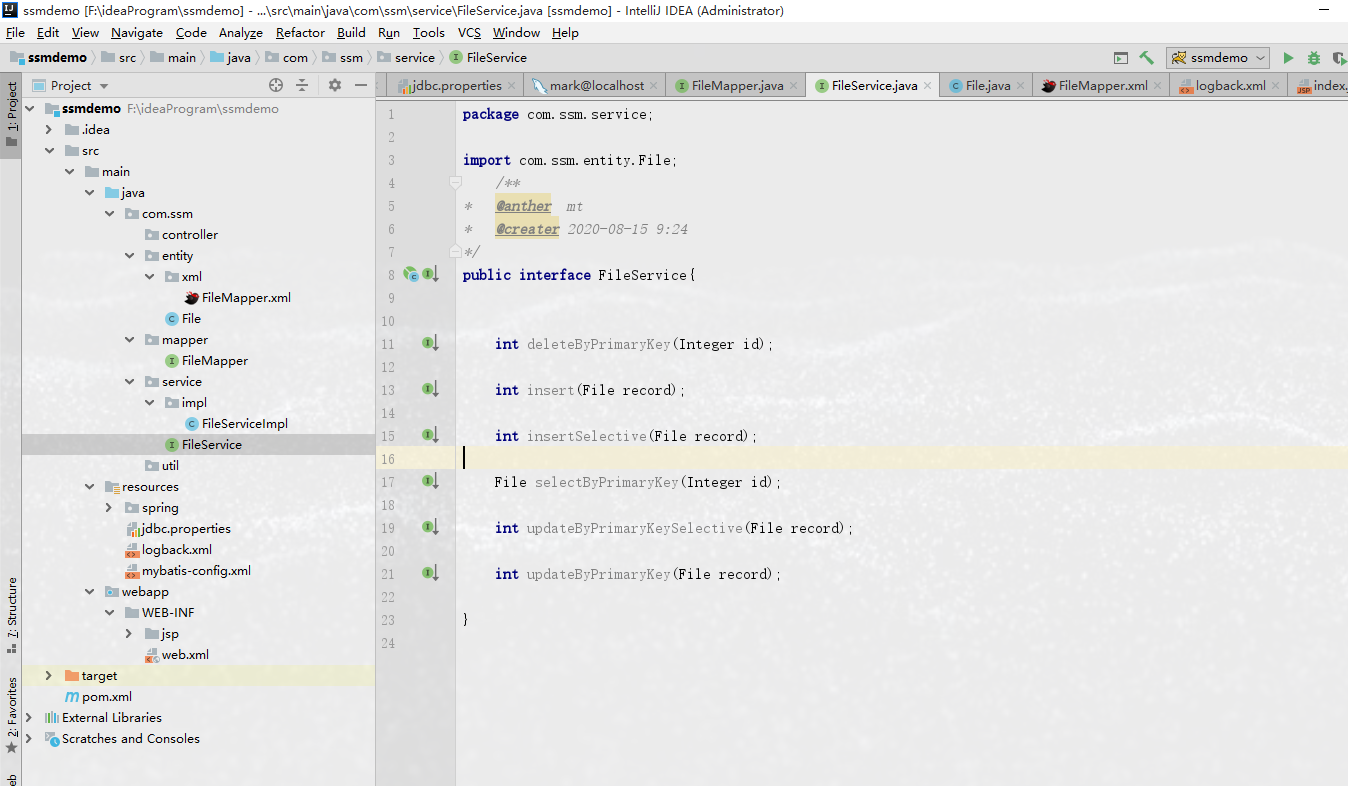 ssmdemo [F:\ideaProgram\ssmdemo] - ...\src\main\java\com\ssm\service\FileService.java [ssmdemo] - IntelliJ IDEA (Administrator)
File Edit View Navigate Code Analyze Refactor Build Run Tools VCS Window Help
ssmdemo src main java com ssm service FileService ssmdemo
Project
jdbc.properties mark@localhost FileMapper.java FileService.java File.java FileMapper.xml logback.xml index.
1: Project
7: Structure
2: Favorites
eb
ssmdemo F:\ideaProgram\ssmdemo
.idea
src
main
java
com.ssm
controller
entity
xml
FileMapper.xml
File
mapper
FileMapper
service
impl
FileServiceImpl
FileService
util
resources
spring
jdbc.properties
logback.xml
mybatis-config.xml
webapp
WEB-INF
jsp
web.xml
target
pom.xml
External Libraries
Scratches and Consoles
1 package com.ssm.service;
2
3 import com.ssm.entity.File;
4 /**
5 * @anther mt
6 * @creater 2020-08-15 9:24
7 */
8 public interface FileService{
9
10
11 int deleteByPrimaryKey(Integer id);
12
13 int insert(File record);
14
15 int insertSelective(File record);
16
17 File selectByPrimaryKey(Integer id);
18
19 int updateByPrimaryKeySelective(File record);
20
21 int updateByPrimaryKey(File record);
22
23 }
24